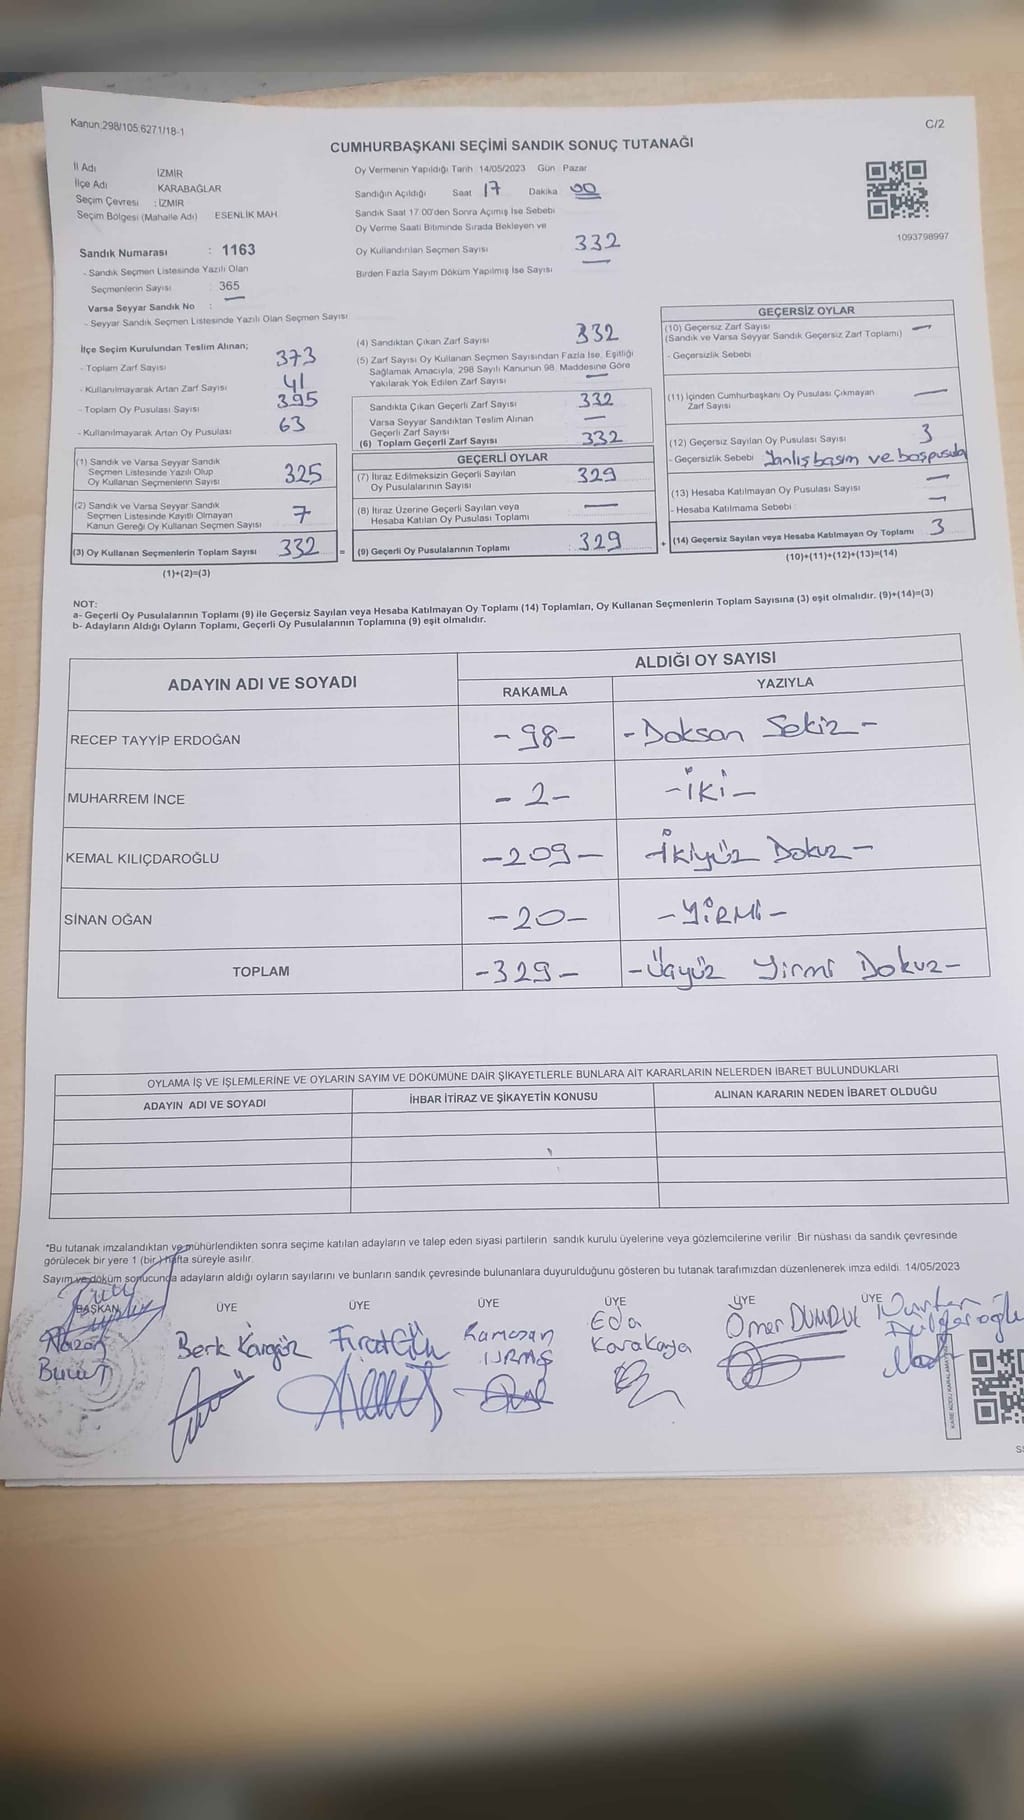 Kanun;298/105;6271/18-1
C/2
CUMHURBAŞKANI SEÇİMİ SANDIK SONUÇ TUTANAĞI
İl Adı İZMİR
İlçe Adı KARABAĞLAR
Seçim Çevresi : İZMİR
Seçim Bölgesi (Mahalle Adı) ESENLİK MAH.
Sandık Numarası : 1163
- Sandık Seçmen Listesinde Yazılı Olan
Seçmenlerin Sayısı : 365
Varsa Seyyar Sandık No :
- Seyyar Sandık Seçmen Listesinde Yazılı Olan Seçmen Sayısı
Oy Vermenin Yapıldığı Tarih 14/05/2023 Gün Pazar
Sandığın Açıldığı Saat 17 Dakika 00
Sandık Saat 17:00'den Sonra Açımış İse Sebebi
Oy Verme Saati Bitiminde Sırada Bekleyen ve
Oy Kullandırılan Seçmen Sayısı 332
Birden Fazla Sayım Döküm Yapılmış İse Sayısı
1093798997
İlçe Seçim Kurulundan Teslim Alınan;
- Toplam Zarf Sayısı 373
- Kullanılmayarak Artan Zarf Sayısı 41
- Toplam Oy Pusulası Sayısı 395
- Kullanılmayarak Artan Oy Pusulası 63
(1) Sandık ve Varsa Seyyar Sandık
Seçmen Listesinde Yazılı Olup
Oy Kullanan Seçmenlerin Sayısı 325
(2) Sandık ve Varsa Seyyar Sandık
Seçmen Listesinde Kayıtlı Olmayan
Kanun Gereği Oy Kullanan Seçmen Sayısı 7
(3) Oy Kullanan Seçmenlerin Toplam Sayısı 332 =
(1)+(2)=(3)
(4) Sandıktan Çıkan Zarf Sayısı 332
(5) Zarf Sayısı Oy Kullanan Seçmen Sayısından Fazla İse, Eşitliği
Sağlamak Amacıyla, 298 Sayılı Kanunun 98. Maddesine Göre
Yakılarak Yok Edilen Zarf Sayısı —
Sandıkta Çıkan Geçerli Zarf Sayısı 332
Varsa Seyyar Sandıktan Teslim Alınan
Geçerli Zarf Sayısı —
(6) Toplam Geçerli Zarf Sayısı 332
GEÇERLİ OYLAR
(7) İtiraz Edilmeksizin Geçerli Sayılan
Oy Pusulalarının Sayısı 329
(8) İtiraz Üzerine Geçerli Sayılan veya
Hesaba Katılan Oy Pusulası Toplamı —
(9) Geçerli Oy Pusulalarının Toplamı 329 +
GEÇERSİZ OYLAR
(10) Geçersiz Zarf Sayısı —
(Sandık ve Varsa Seyyar Sandık Geçersiz Zarf Toplamı)
- Geçersizlik Sebebi
(11) İçinden Cumhurbaşkanı Oy Pusulası Çıkmayan
Zarf Sayısı —
(12) Geçersiz Sayılan Oy Pusulası Sayısı 3
- Geçersizlik Sebebi Yanlış basım ve boş pusula
(13) Hesaba Katılmayan Oy Pusulası Sayısı —
- Hesaba Katılmama Sebebi —
(14) Geçersiz Sayılan veya Hesaba Katılmayan Oy Toplamı 3
(10)+(11)+(12)+(13)=(14)
NOT:
a- Geçerli Oy Pusulalarının Toplamı (9) ile Geçersiz Sayılan veya Hesaba Katılmayan Oy Toplamı (14) Toplamları, Oy Kullanan Seçmenlerin Toplam Sayısına (3) eşit olmalıdır. (9)+(14)=(3)
b- Adayların Aldığı Oyların Toplamı, Geçerli Oy Pusulalarının Toplamına (9) eşit olmalıdır.
ADAYIN ADI VE SOYADI
ALDIĞI OY SAYISI
RAKAMLA YAZIYLA
RECEP TAYYİP ERDOĞAN -98- -Doksan Sekiz-
MUHARREM İNCE -2- -İki-
KEMAL KILIÇDAROĞLU -209- -İkiyüz Dokuz-
SİNAN OĞAN -20- -YİRMİ-
TOPLAM -329- -Üçyüz Yirmi Dokuz-
OYLAMA İŞ VE İŞLEMLERİNE VE OYLARIN SAYIM VE DÖKÜMÜNE DAİR ŞİKAYETLERLE BUNLARA AİT KARARLARIN NELERDEN İBARET BULUNDUKLARI
ADAYIN ADI VE SOYADI İHBAR İTİRAZ VE ŞİKAYETİN KONUSU ALINAN KARARIN NEDEN İBARET OLDUĞU
*Bu tutanak imzalandıktan ve mühürlendikten sonra seçime katılan adayların ve talep eden siyasi partilerin sandık kurulu üyelerine veya gözlemcilerine verilir. Bir nüshası da sandık çevresinde
görülecek bir yere 1 (bir) hafta süreyle asılır.
Sayım ve döküm sonucunda adayların aldığı oyların sayılarını ve bunların sandık çevresinde bulunanlara duyurulduğunu gösteren bu tutanak tarafımızdan düzenlenerek imza edildi. 14/05/2023
BAŞKAN ÜYE ÜYE ÜYE ÜYE ÜYE ÜYE
Berk Kargöz
Ramazan
Eda
Karakaya
Ömer DUMDUL